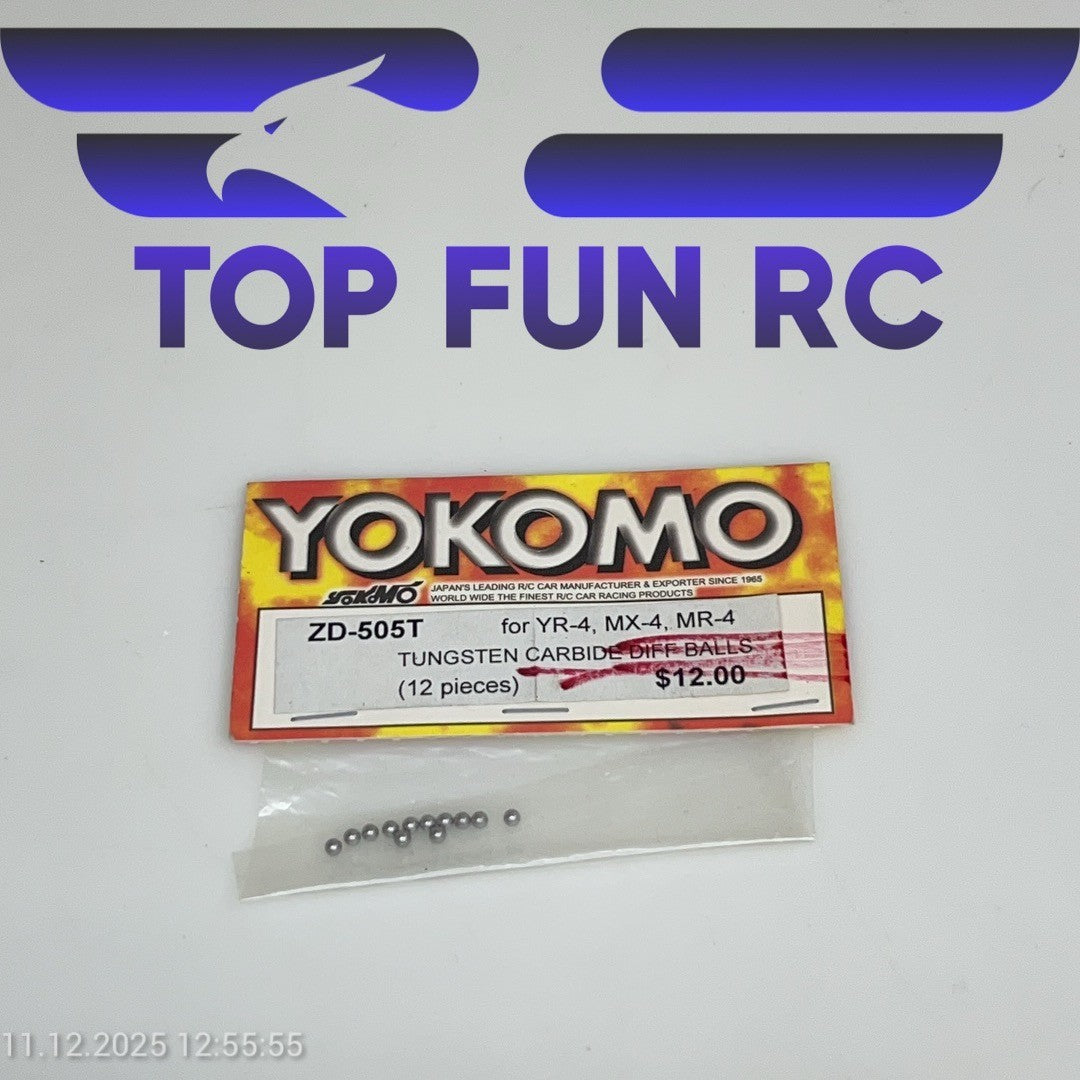 TOP FUN RC
YOKOMO
YOKOMO JAPAN'S LEADING R/C CAR MANUFACTURER & EXPORTER SINCE 1965
WORLD WIDE THE FINEST R/C CAR RACING PRODUCTS
ZD-505T for YR-4, MX-4, MR-4
TUNGSTEN CARBIDE DIFF BALLS
(12 pieces) $12.00
11.12.2025 12:55:55